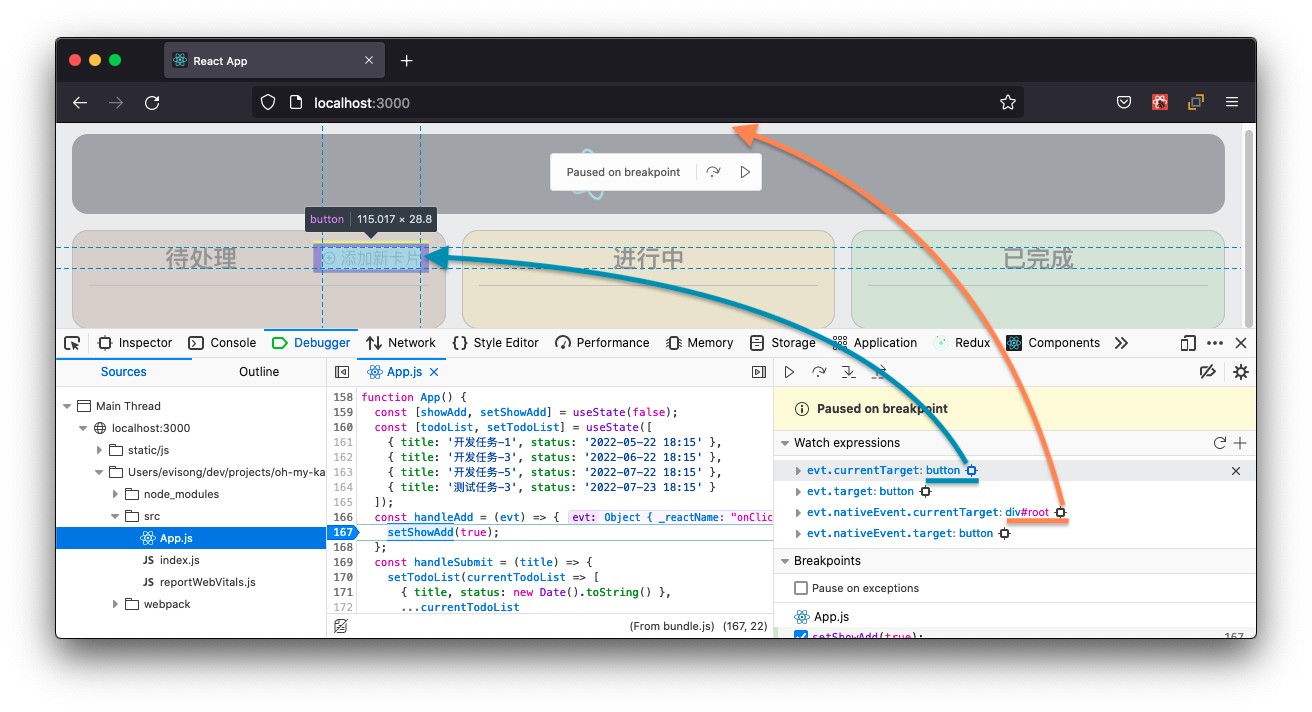 React App
localhost:3000
Paused on breakpoint
button 115.017 × 28.8
待处理
添加新卡片
进行中
已完成
Inspector Console Debugger Network Style Editor Performance Memory Storage Application Redux Components
Sources Outline
Main Thread
localhost:3000
static/js
Users/evisong/dev/projects/oh-my-ka
node_modules
src
App.js
JS index.js
JS reportWebVitals.js
webpack
App.js
158 function App() {
159 const [showAdd, setShowAdd] = useState(false);
160 const [todoList, setTodoList] = useState([
161 { title: '开发任务-1', status: '2022-05-22 18:15' },
162 { title: '开发任务-3', status: '2022-06-22 18:15' },
163 { title: '开发任务-5', status: '2022-07-22 18:15' },
164 { title: '测试任务-3', status: '2022-07-23 18:15' }
165 ]);
166 const handleAdd = (evt) => { evt: Object { _reactName: "onClic
167 setShowAdd(true);
168 };
169 const handleSubmit = (title) => {
170 setTodoList(currentTodoList => [
171 { title, status: new Date().toString() },
172 ...currentTodoList
(From bundle.js) (167, 22)
Paused on breakpoint
Watch expressions
evt.currentTarget: button
evt.target: button
evt.nativeEvent.currentTarget: div#root
evt.nativeEvent.target: button
Breakpoints
Pause on exceptions
App.js
setShowAdd(true); 167